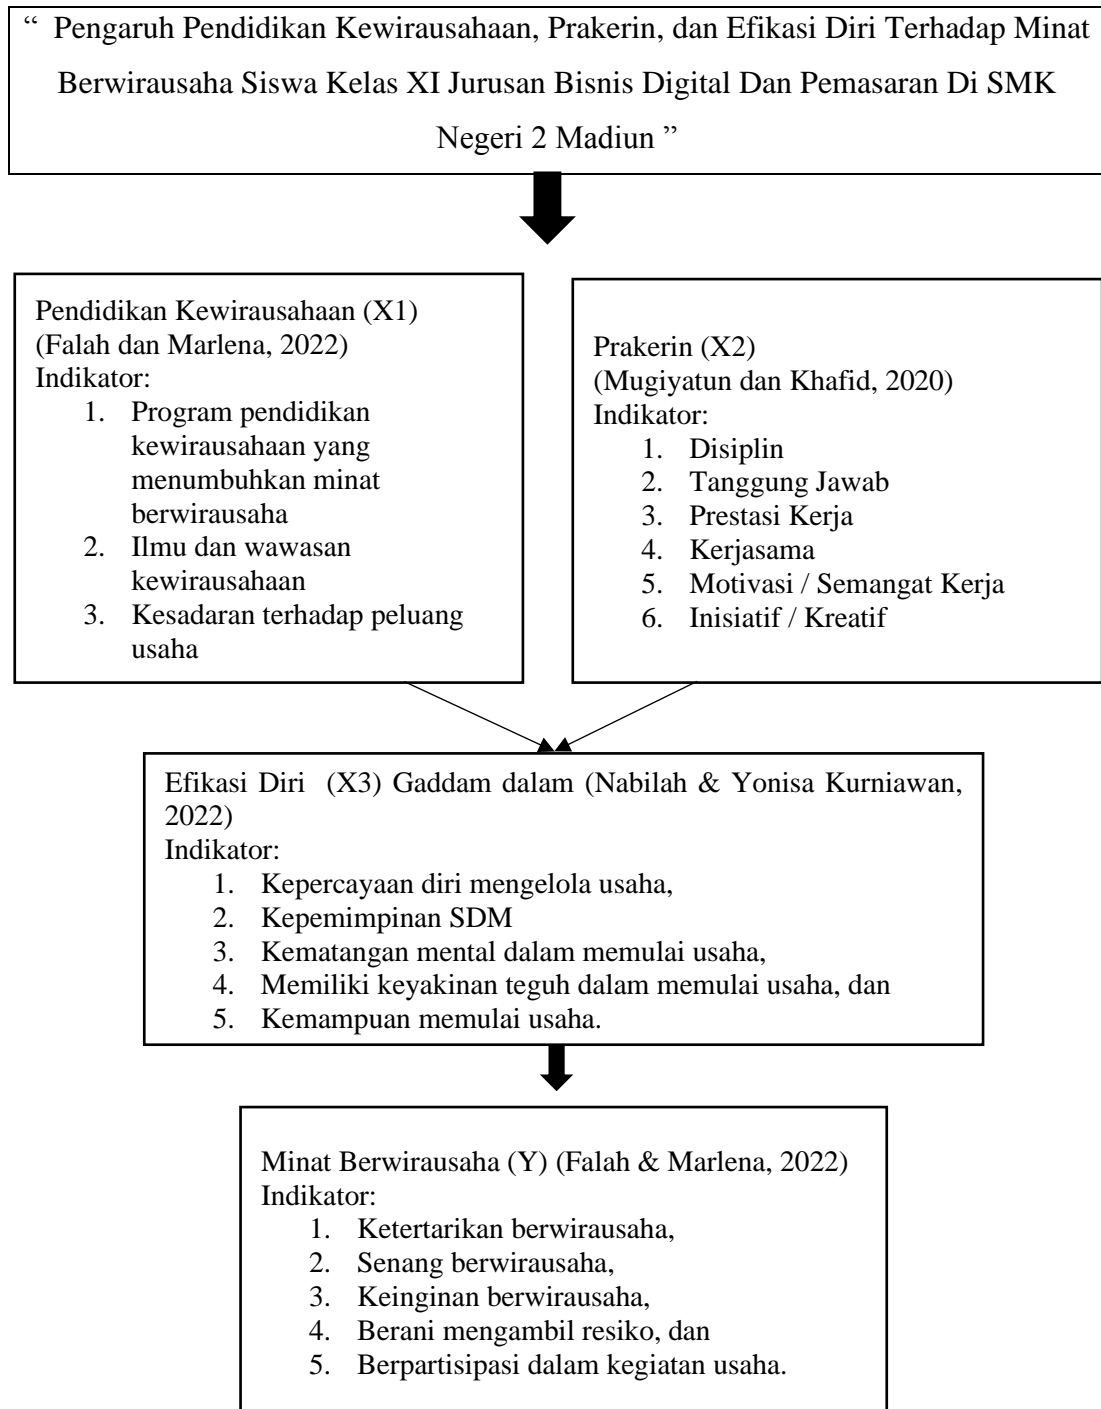 “ Pengaruh Pendidikan Kewirausahaan, Prakerin, dan Efikasi Diri Terhadap Minat
Berwirausaha Siswa Kelas XI Jurusan Bisnis Digital Dan Pemasaran Di SMK
Negeri 2 Madiun ”
Pendidikan Kewirausahaan (X1)
(Falah dan Marlena, 2022)
Indikator:
1. Program pendidikan
kewirausahaan yang
menumbuhkan minat
berwirausaha
2. Ilmu dan wawasan
kewirausahaan
3. Kesadaran terhadap peluang
usaha
Prakerin (X2)
(Mugiyatun dan Khafid, 2020)
Indikator:
1. Disiplin
2. Tanggung Jawab
3. Prestasi Kerja
4. Kerjasama
5. Motivasi / Semangat Kerja
6. Inisiatif / Kreatif
Efikasi Diri (X3) Gaddam dalam (Nabilah & Yonisa Kurniawan,
2022)
Indikator:
1. Kepercayaan diri mengelola usaha,
2. Kepemimpinan SDM
3. Kematangan mental dalam memulai usaha,
4. Memiliki keyakinan teguh dalam memulai usaha, dan
5. Kemampuan memulai usaha.
Minat Berwirausaha (Y) (Falah & Marlena, 2022)
Indikator:
1. Ketertarikan berwirausaha,
2. Senang berwirausaha,
3. Keinginan berwirausaha,
4. Berani mengambil resiko, dan
5. Berpartisipasi dalam kegiatan usaha.